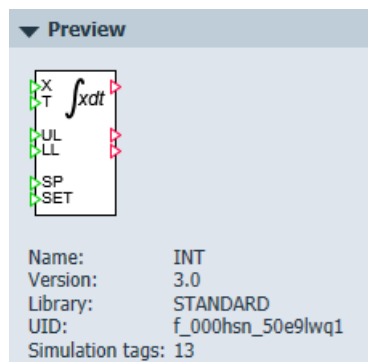 Preview
X
T
∫xdt
UL
LL
SP
SET
Name: INT
Version: 3.0
Library: STANDARD
UID: f_000hsn_50e9lwq1
Simulation tags: 13